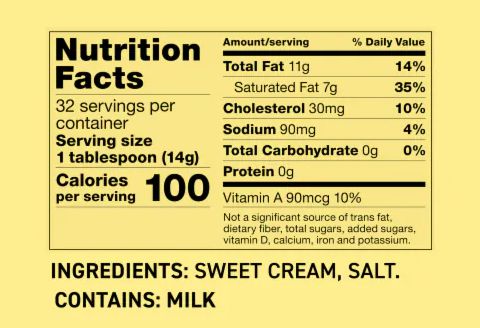 Nutrition
Facts
32 servings per
container
Serving size
1 tablespoon (14g)
Calories
per serving 100
Amount/serving % Daily Value
Total Fat 11g 14%
Saturated Fat 7g 35%
Cholesterol 30mg 10%
Sodium 90mg 4%
Total Carbohydrate 0g 0%
Protein 0g
Vitamin A 90mcg 10%
Not a significant source of trans fat,
dietary fiber, total sugars, added sugars,
vitamin D, calcium, iron and potassium.
INGREDIENTS: SWEET CREAM, SALT.
CONTAINS: MILK